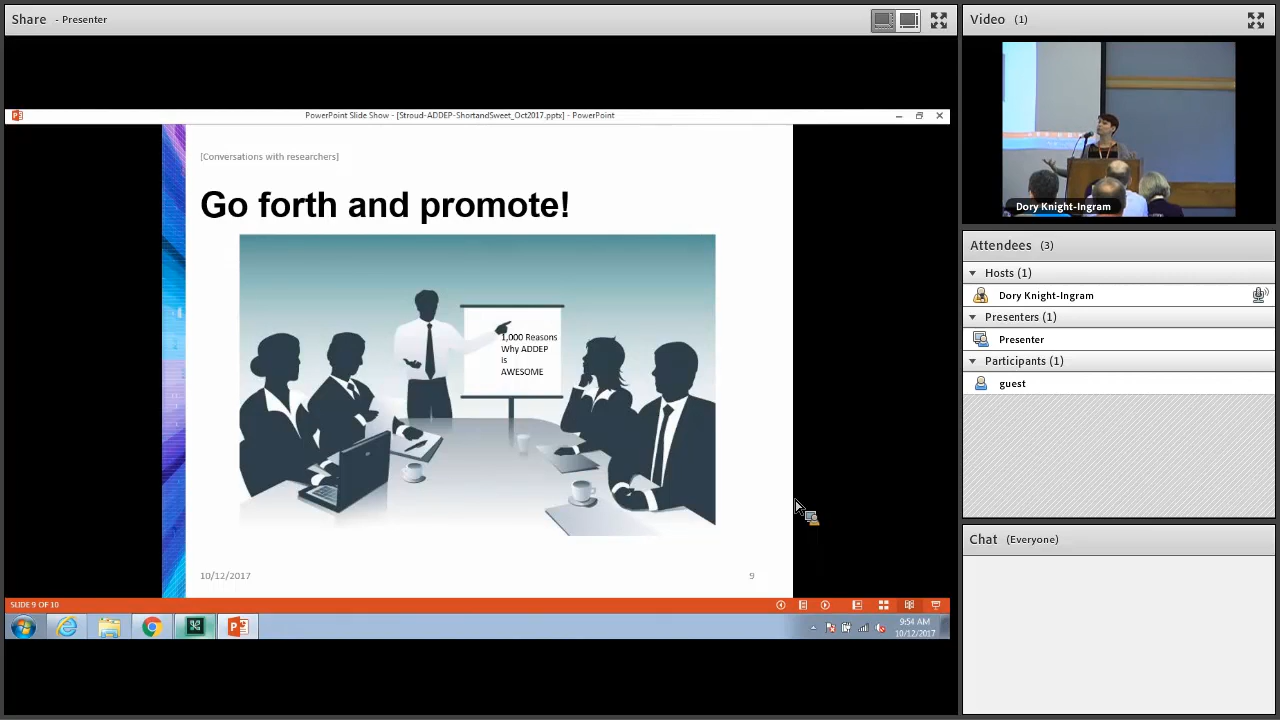 Share - Presenter
PowerPoint Slide Show - [Stroud-ADDEP-ShortandSweet_Oct2017.pptx] - PowerPoint
[Conversations with researchers]
Go forth and promote!
1,000 Reasons
Why ADDEP
is
AWESOME
10/12/2017
9
SLIDE 9 OF 10
9:54 AM
10/12/2017
Video (1)
Dory Knight-Ingram
Attendees (3)
Hosts (1)
Dory Knight-Ingram
Presenters (1)
Presenter
Participants (1)
guest
Chat (Everyone)